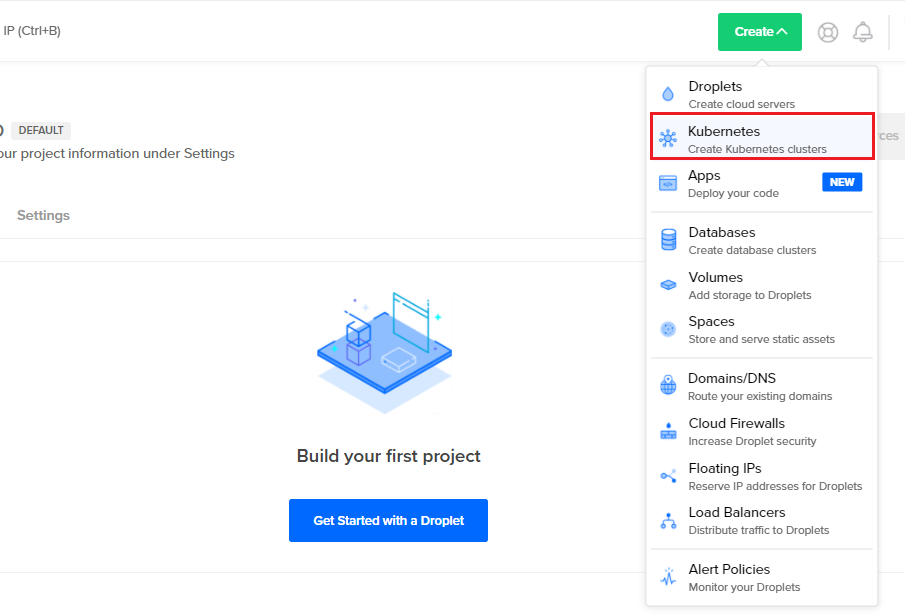 IP (Ctrl+B)
Create
DEFAULT
our project information under Settings
Settings
Build your first project
Get Started with a Droplet
Droplets
Create cloud servers
Kubernetes
Create Kubernetes clusters
Apps
Deploy your code
NEW
Databases
Create database clusters
Volumes
Add storage to Droplets
Spaces
Store and serve static assets
Domains/DNS
Route your existing domains
Cloud Firewalls
Increase Droplet security
Floating IPs
Reserve IP addresses for Droplets
Load Balancers
Distribute traffic to Droplets
Alert Policies
Monitor your Droplets